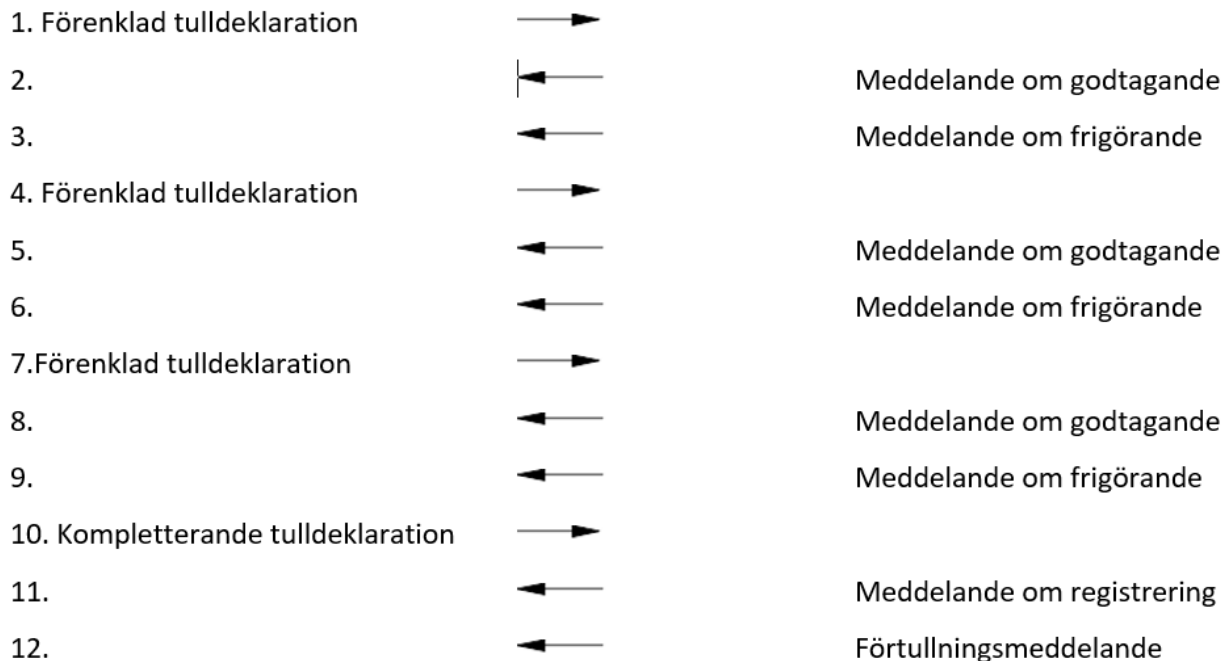 1. Förenklad tulldeklaration
2. Meddelande om godtagande
3. Meddelande om frigörande
4. Förenklad tulldeklaration
5. Meddelande om godtagande
6. Meddelande om frigörande
7.Förenklad tulldeklaration
8. Meddelande om godtagande
9. Meddelande om frigörande
10. Kompletterande tulldeklaration
11. Meddelande om registrering
12. Förtullningsmeddelande